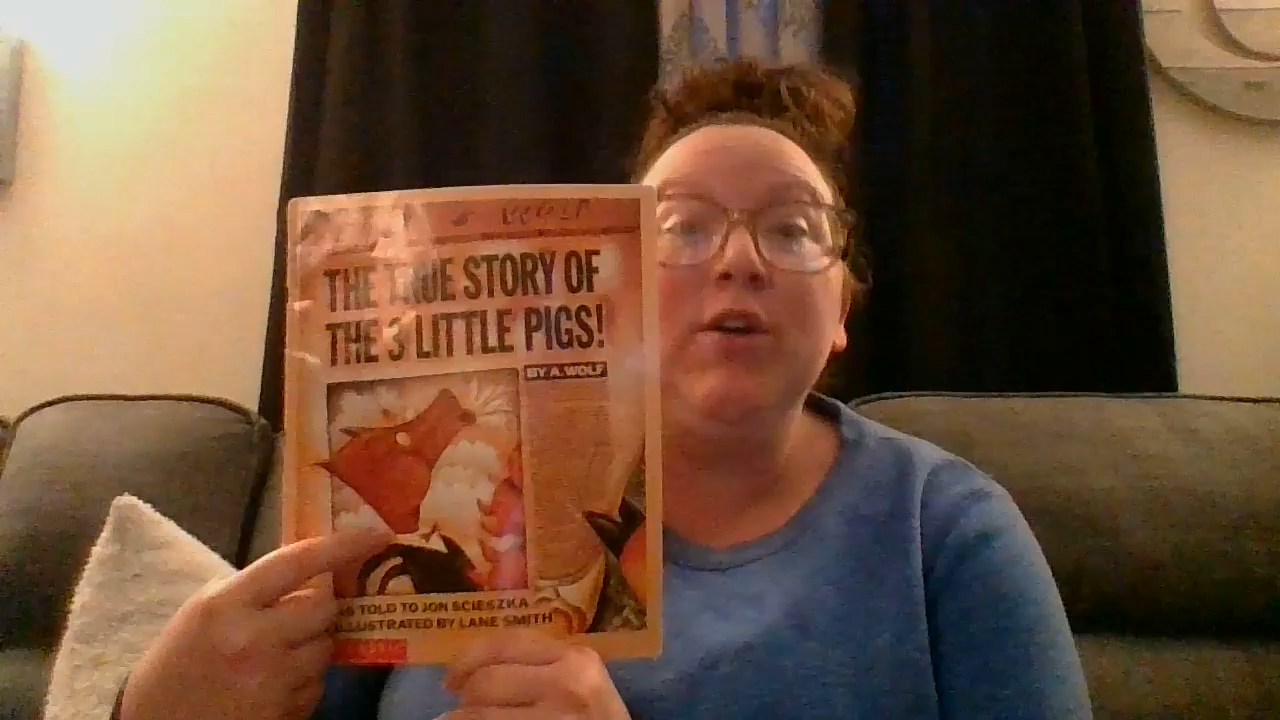 WOLF
THE TRUE STORY OF
THE 3 LITTLE PIGS!
BY A. WOLF
AS TOLD TO JON SCIESZKA
ILLUSTRATED BY LANE SMITH